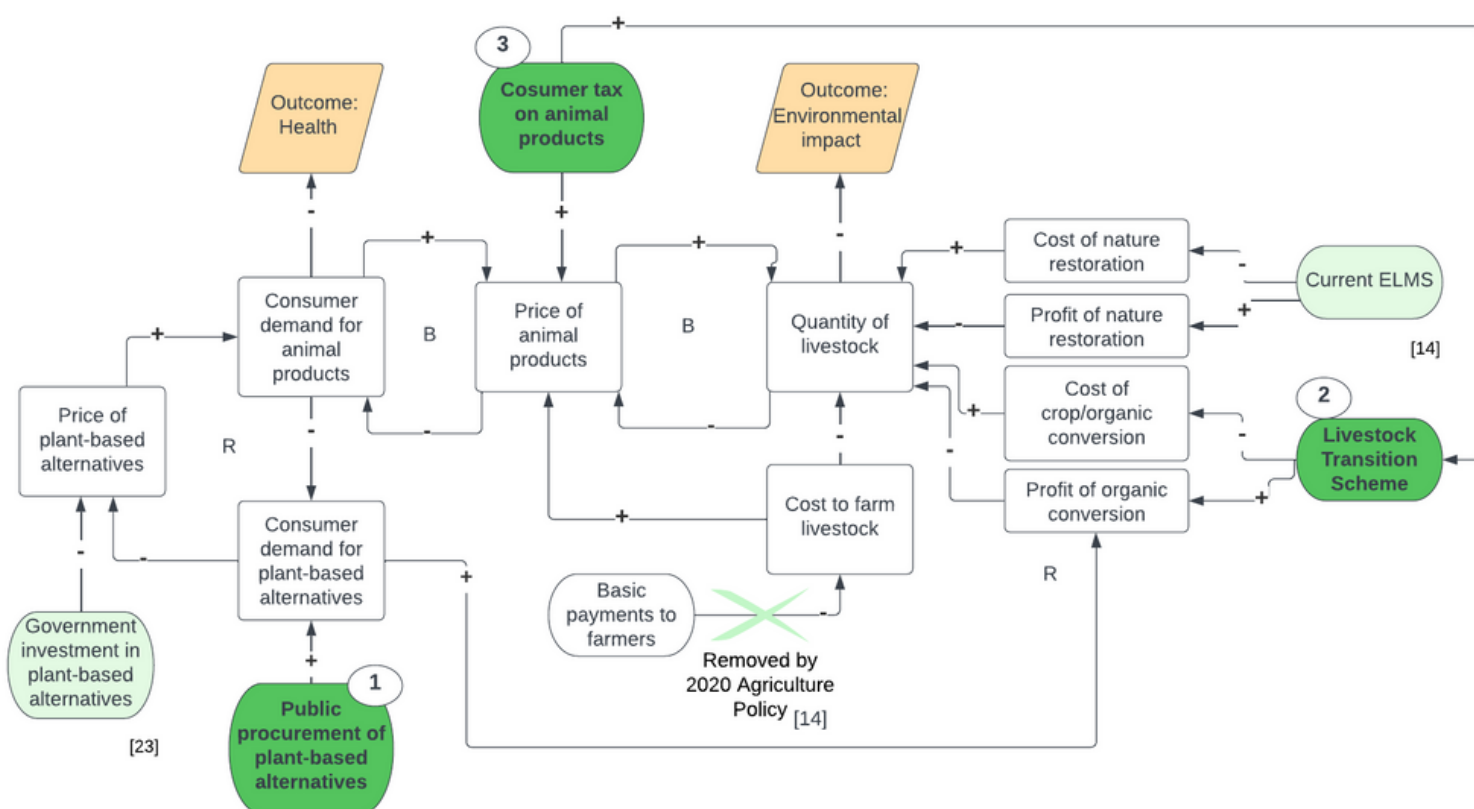 +
3
Cosumer tax
on animal
products
Outcome:
Health
Outcome:
Environmental
impact
-
+
-
+
+
+
Cost of nature
restoration
-
Current ELMS
Consumer
demand for
animal
products
B
Price of
animal
products
B
Quantity of
livestock
-
Profit of nature
restoration
+
[14]
+
Price of
plant-based
alternatives
R
-
-
-
-
+
Cost of
crop/organic
conversion
-
2
Livestock
Transition
Scheme
-
Profit of organic
conversion
+
Cost to farm
livestock
+
Consumer
demand for
plant-based
alternatives
-
-
+
R
Basic
payments to
farmers
-
Government
investment in
plant-based
alternatives
[23]
+
1
Public
procurement of
plant-based
alternatives
Removed by
2020 Agriculture
Policy [14]